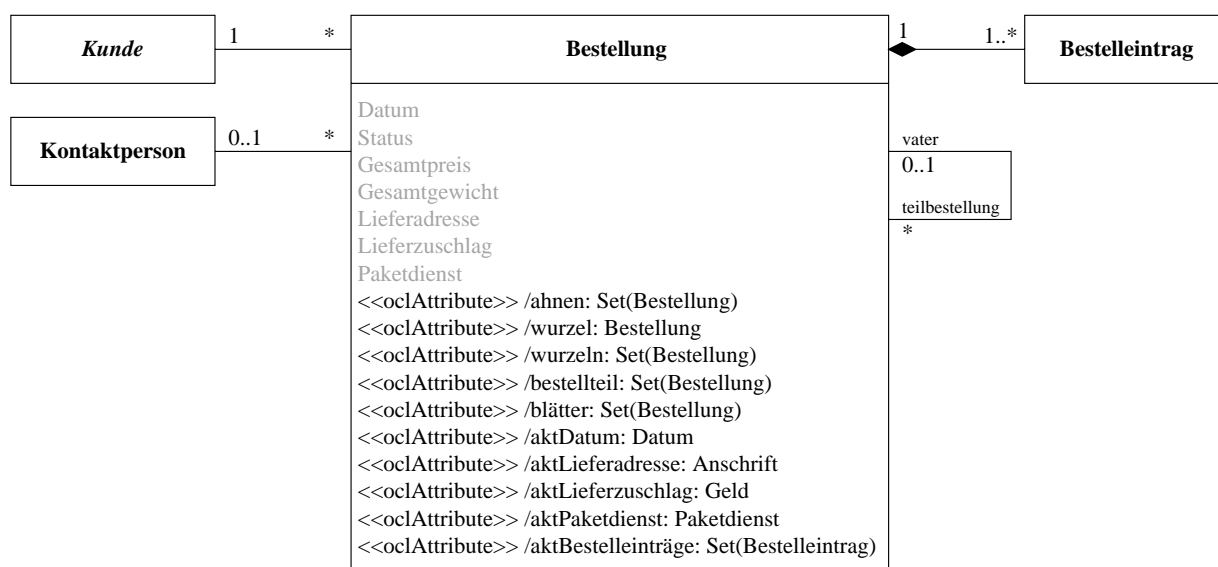 Kunde
1
*
Bestellung
1
1..*
Bestelleintrag
Kontaktperson
0..1
*
Datum
Status
Gesamtpreis
Gesamtgewicht
Lieferadresse
Lieferzuschlag
Paketdienst
<<oclAttribute>> /ahnen: Set(Bestellung)
<<oclAttribute>> /wurzel: Bestellung
<<oclAttribute>> /wurzeln: Set(Bestellung)
<<oclAttribute>> /bestellteil: Set(Bestellung)
<<oclAttribute>> /blätter: Set(Bestellung)
<<oclAttribute>> /aktDatum: Datum
<<oclAttribute>> /aktLieferadresse: Anschrift
<<oclAttribute>> /aktLieferzuschlag: Geld
<<oclAttribute>> /aktPaketdienst: Paketdienst
<<oclAttribute>> /aktBestelleinträge: Set(Bestelleintrag)
vater
0..1
teilbestellung
*